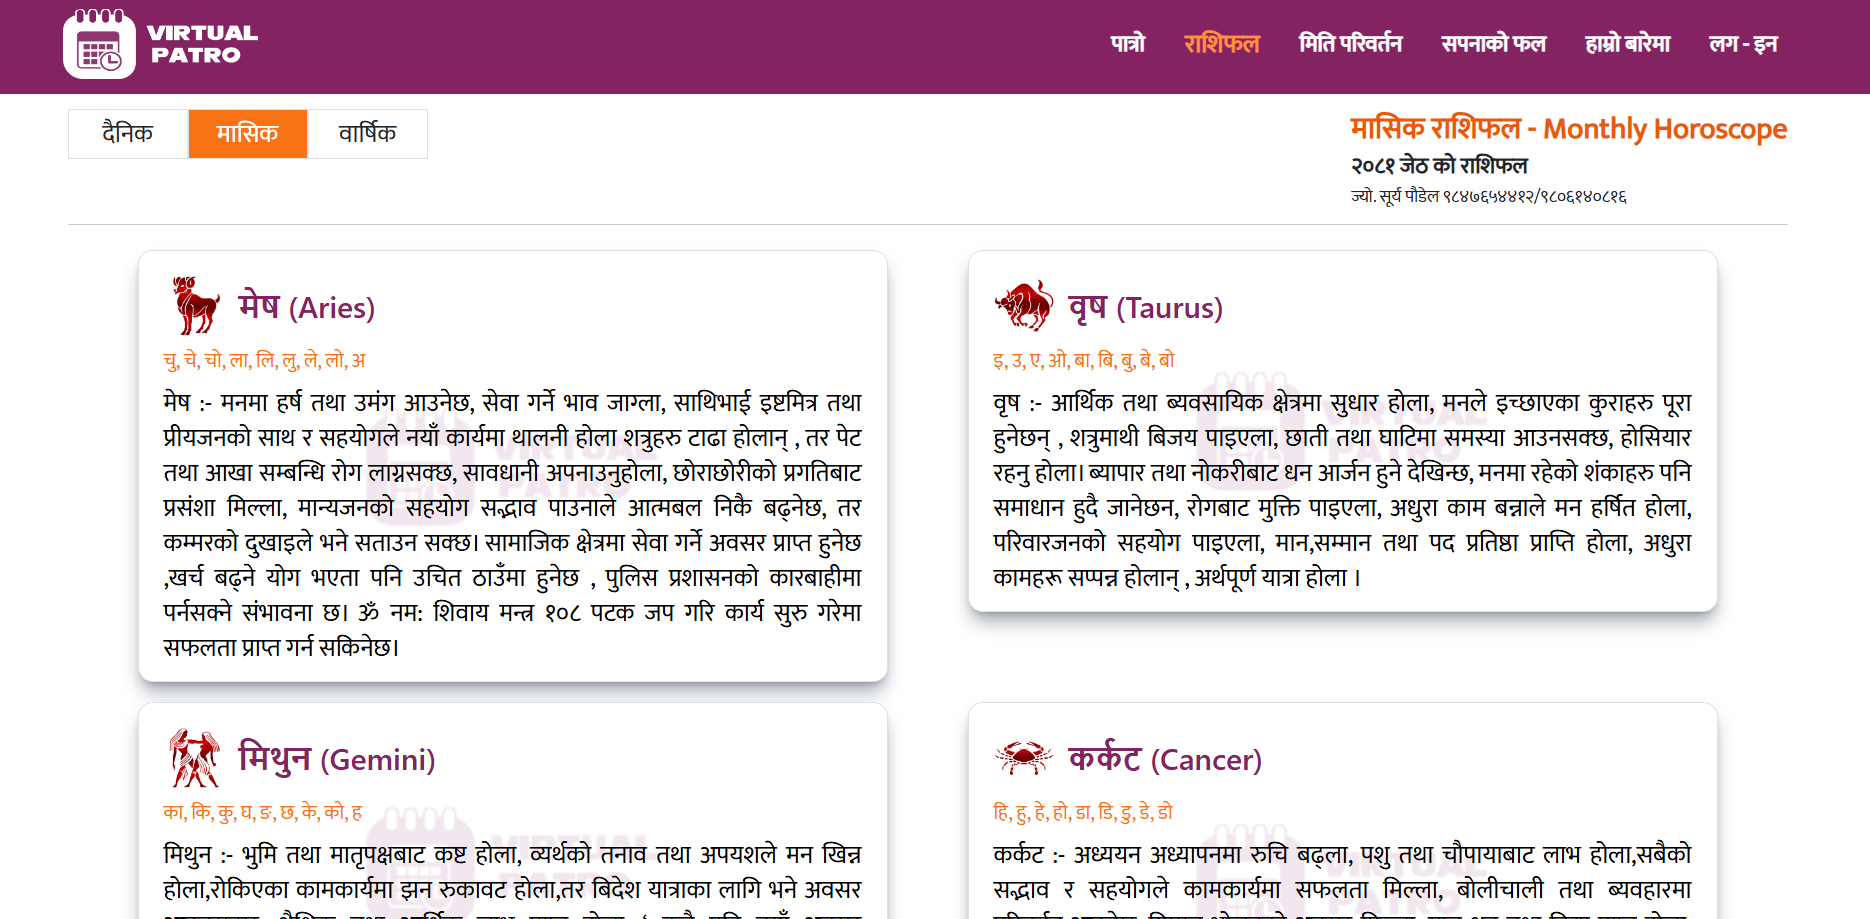 VIRTUAL
PATRO
पात्रो राशिफल मिति परिवर्तन सपनाको फल हाम्रो बारेमा लग - इन
दैनिक मासिक वार्षिक
मासिक राशिफल - Monthly Horoscope
२०८१ जेठ को राशिफल
ज्यो. सूर्य पौडेल ९८४७६५४४१२/९८०६१४०८१६
मेष (Aries)
चु, चे, चो, ला, लि, लु, ले, लो, अ
मेष :- मनमा हर्ष तथा उमंग आउनेछ, सेवा गर्ने भाव जाग्ला, साथिभाई इष्टमित्र तथा
प्रीयजनको साथ र सहयोगले नयाँ कार्यमा थालनी होला शत्रुहरु टाढा होलान् , तर पेट
तथा आखा सम्बन्धि रोग लाग्नसक्छ, सावधानी अपनाउनुहोला, छोराछोरीको प्रगतिबाट
प्रसंशा मिल्ला, मान्यजनको सहयोग सद्भाव पाउनाले आत्मबल निकै बढ्नेछ, तर
कम्मरको दुखाइले भने सताउन सक्छ। सामाजिक क्षेत्रमा सेवा गर्ने अवसर प्राप्त हुनेछ
,खर्च बढ्ने योग भएता पनि उचित ठाउँमा हुनेछ , पुलिस प्रशासनको कारबाहीमा
पर्नसक्ने संभावना छ। ॐ नम: शिवाय मन्त्र १०८ पटक जप गरि कार्य सुरु गरेमा
सफलता प्राप्त गर्न सकिनेछ।
वृष (Taurus)
इ, उ, ए, ओ, बा, बि, बु, बे, बो
वृष :- आर्थिक तथा ब्यवसायिक क्षेत्रमा सुधार होला, मनले इच्छाएका कुराहरु पूरा
हुनेछन् , शत्रुमाथी बिजय पाइएला, छाती तथा घाटिमा समस्या आउनसक्छ, होसियार
रहनु होला। ब्यापार तथा नोकरीबाट धन आर्जन हुने देखिन्छ, मनमा रहेको शंकाहरु पनि
समाधान हुदै जानेछन, रोगबाट मुक्ति पाइएला, अधुरा काम बन्नाले मन हर्षित होला,
परिवारजनको सहयोग पाइएला, मान,सम्मान तथा पद प्रतिष्ठा प्राप्ति होला, अधुरा
कामहरू सप्पन्न होलान् , अर्थपूर्ण यात्रा होला ।
मिथुन (Gemini)
का, कि, कु, घ, ङ, छ, के, को, ह
मिथुन :- भुमि तथा मातृपक्षबाट कष्ट होला, व्यर्थको तनाव तथा अपयशले मन खिन्न
होला,रोकिएका कामकार्यमा झन रुकावट होला,तर बिदेश यात्राका लागि भने अवसर
कर्कट (Cancer)
हि, हु, हे, हो, डा, डि, डु, डे, डो
कर्कट :- अध्ययन अध्यापनमा रुचि बढ्ला, पशु तथा चौपायाबाट लाभ होला,सबैको
सद्भाव र सहयोगले कामकार्यमा सफलता मिल्ला, बोलीचाली तथा ब्यवहारमा